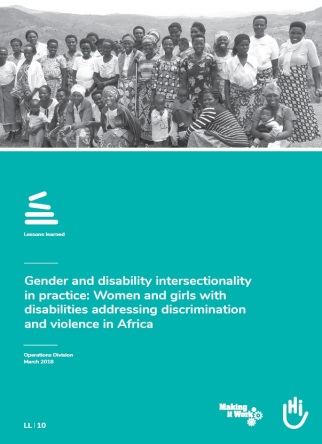 Lessons learned
Gender and disability intersectionality
in practice: Women and girls with
disabilities addressing discrimination
and violence in Africa
Operations Division
March 2018
LL | 10
Making
it Work
Hi